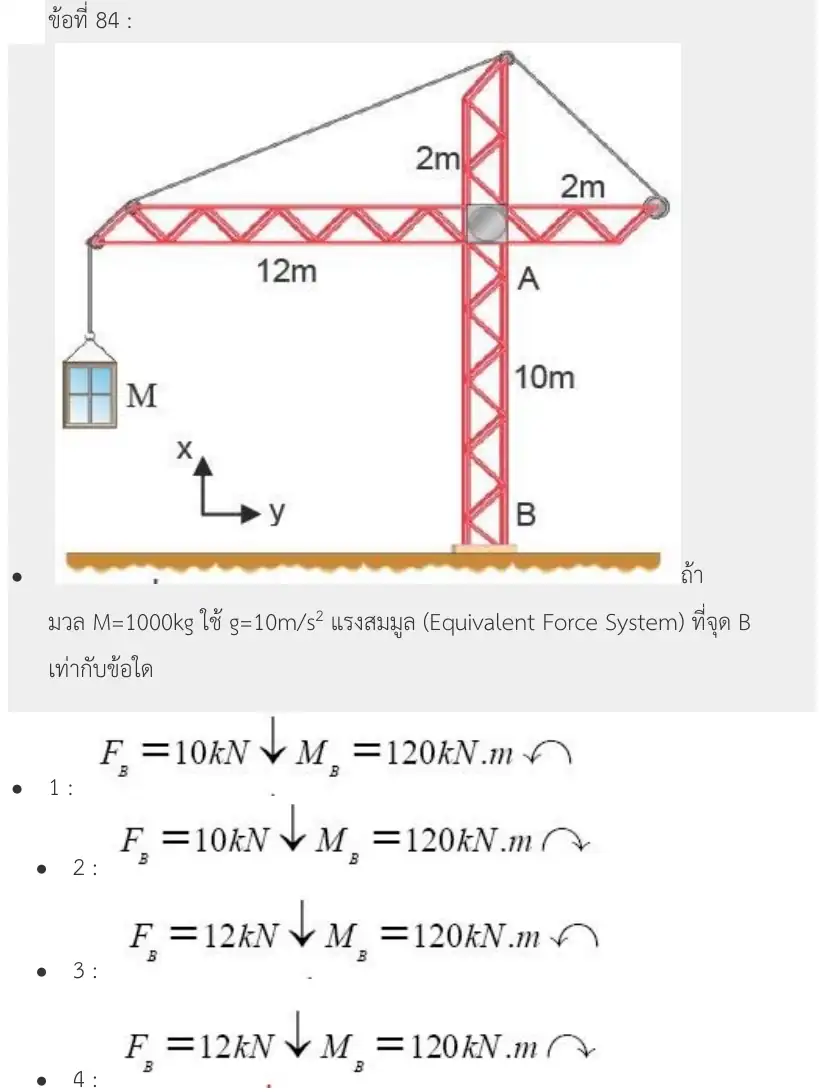 ข้อที่ 84 :
2m
2m
12m
A
M
10m
x
y
B
ถ้า
มวล M=1000kg ใช้ g=10m/s² แรงสมมูล (Equivalent Force System) ที่จุด B
เท่ากับข้อใด
1 : F_B = 10kN ↓ M_B = 120kN.m ↶
2 : F_B = 10kN ↓ M_B = 120kN.m ↷
3 : F_B = 12kN ↓ M_B = 120kN.m ↶
4 : F_B = 12kN ↓ M_B = 120kN.m ↷